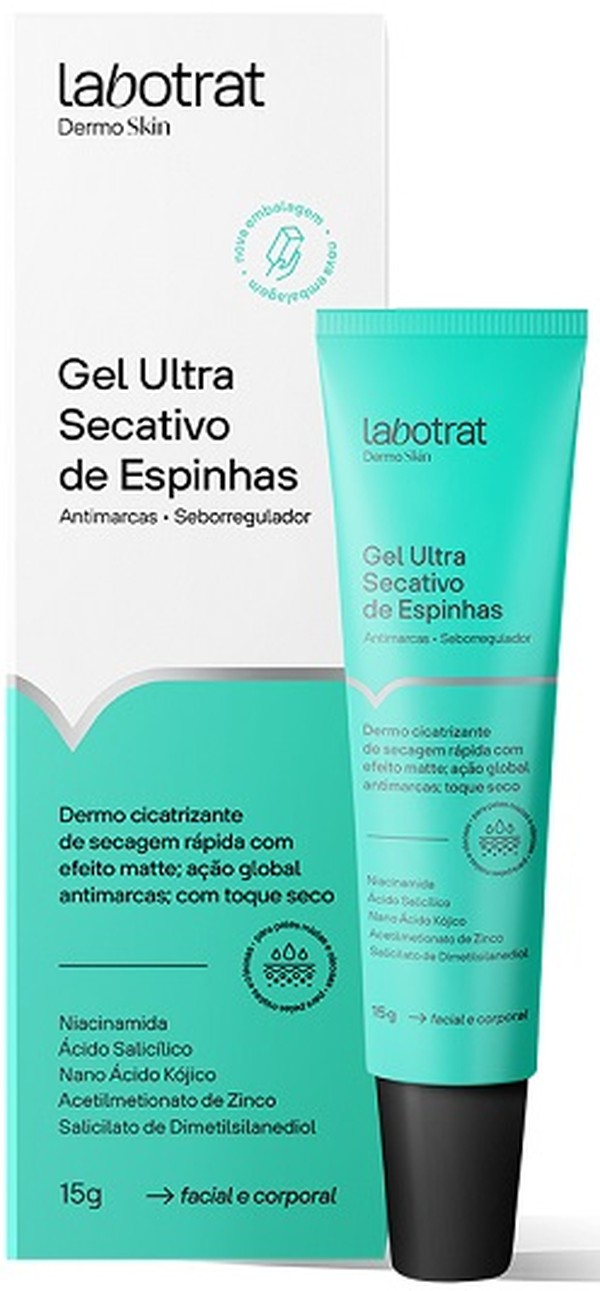 labotrat
Dermo Skin
nova embalagem • nova embalagem •
Gel Ultra
Secativo
de Espinhas
Antimarcas • Seborregulador
Dermo cicatrizante
de secagem rápida com
efeito matte; ação global
antimarcas; com toque seco
Niacinamida
Ácido Salicílico
Nano Ácido Kójico
Acetilmetionato de Zinco
Salicilato de Dimetilsilanediol
15g → facial e corporal
labotrat
Dermo Skin
Gel Ultra
Secativo
de Espinhas
Antimarcas • Seborregulador
Dermo cicatrizante
de secagem rápida com
efeito matte; ação global
antimarcas; toque seco
Niacinamida
Ácido Salicílico
Nano Ácido Kójico
Acetilmetionato de Zinco
Salicilato de Dimetilsilanediol
15g → facial e corporal